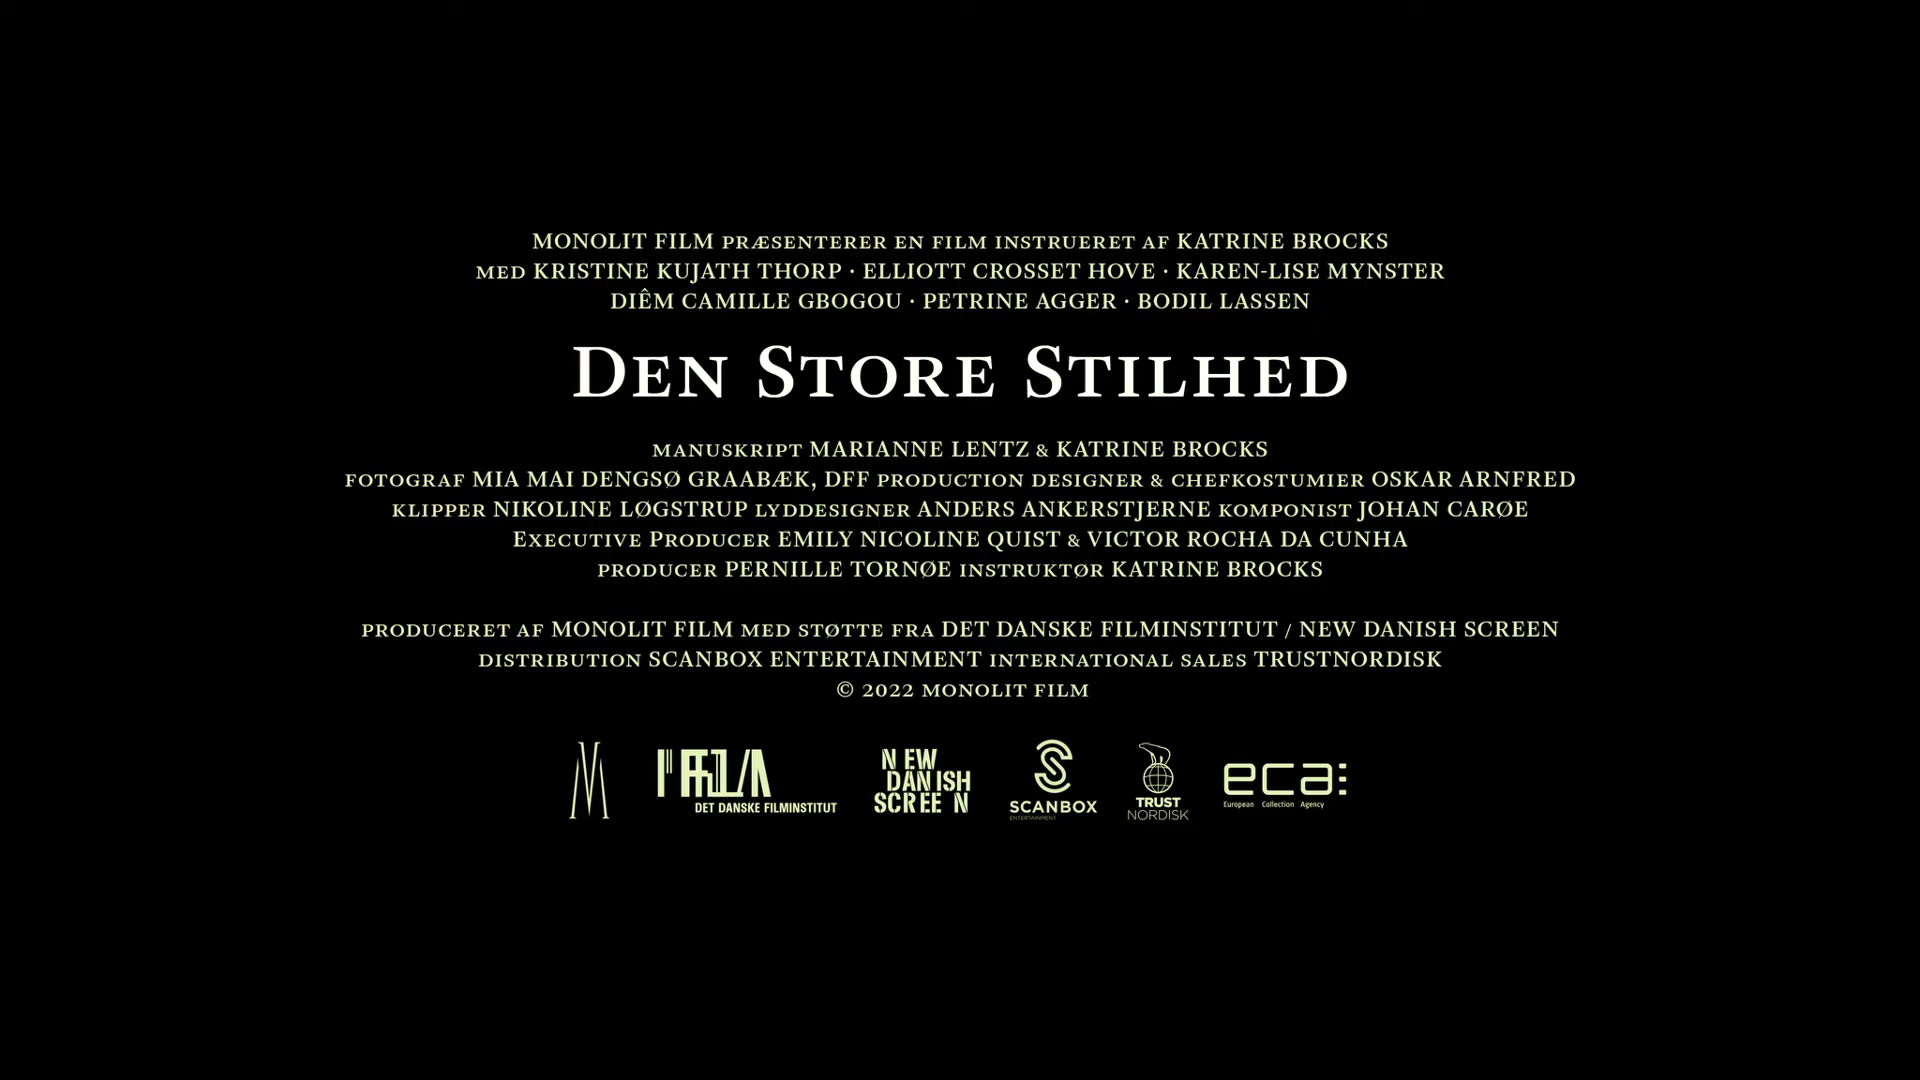 MONOLIT FILM PRÆSENTERER EN FILM INSTRUERET AF KATRINE BROCKS
MED KRISTINE KUJATH THORP · ELLIOTT CROSSET HOVE · KAREN-LISE MYNSTER
DIÊM CAMILLE GBOGOU · PETRINE AGGER · BODIL LASSEN
DEN STORE STILHED
MANUSKRIPT MARIANNE LENTZ & KATRINE BROCKS
FOTOGRAF MIA MAI DENGSØ GRAABÆK, DFF PRODUCTION DESIGNER & CHEFKOSTUMIER OSKAR ARNFRED
KLIPPER NIKOLINE LØGSTRUP LYDDESIGNER ANDERS ANKERSTJERNE KOMPONIST JOHAN CARØE
EXECUTIVE PRODUCER EMILY NICOLINE QUIST & VICTOR ROCHA DA CUNHA
PRODUCER PERNILLE TORNØE INSTRUKTØR KATRINE BROCKS
PRODUCERET AF MONOLIT FILM MED STØTTE FRA DET DANSKE FILMINSTITUT / NEW DANISH SCREEN
DISTRIBUTION SCANBOX ENTERTAINMENT INTERNATIONAL SALES TRUSTNORDISK
© 2022 MONOLIT FILM
M
DET DANSKE FILMINSTITUT
NEW
DANISH
SCREEN
SCANBOX
ENTERTAINMENT
TRUST
NORDISK
eca:
European Collection Agency